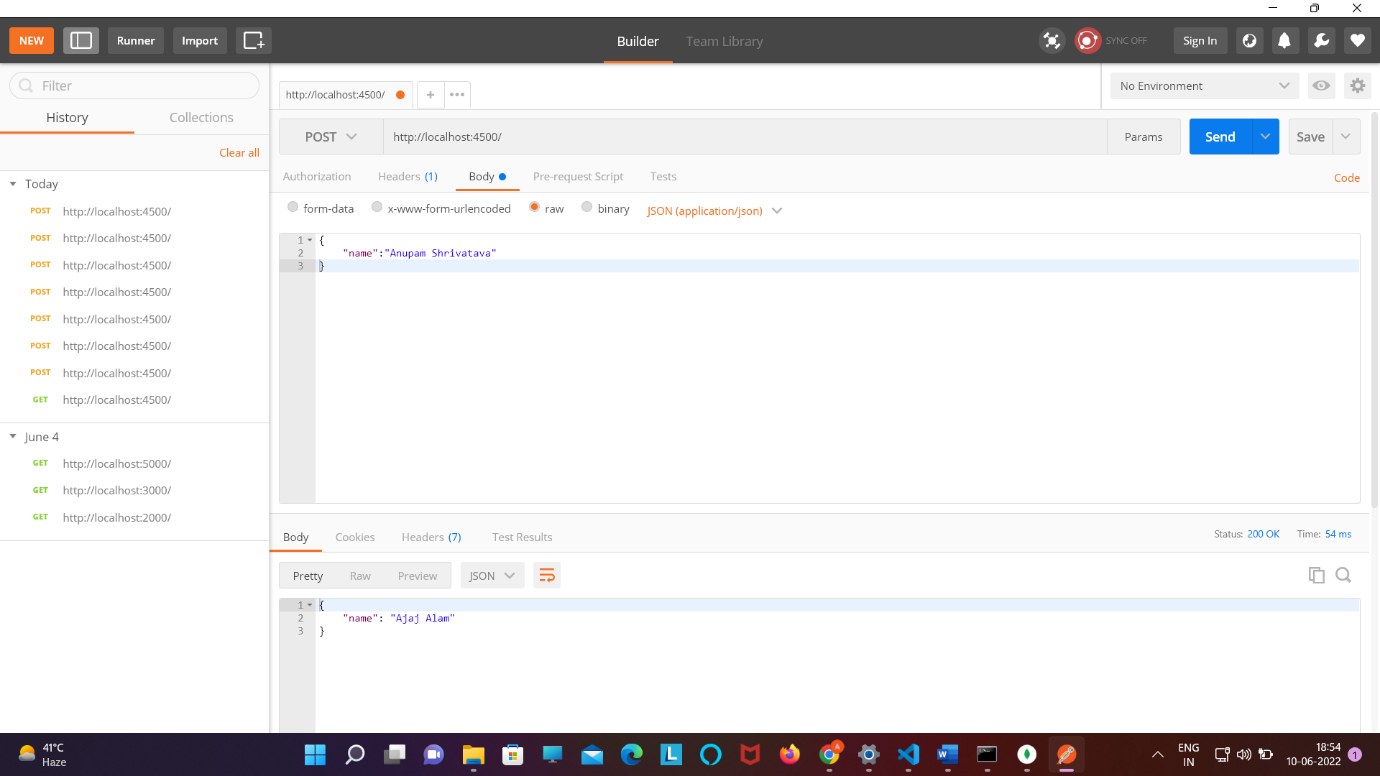 NEW Runner Import Builder Team Library SYNC OFF Sign In
Filter
History Collections
Clear all
Today
POST http://localhost:4500/
POST http://localhost:4500/
POST http://localhost:4500/
POST http://localhost:4500/
POST http://localhost:4500/
POST http://localhost:4500/
POST http://localhost:4500/
GET http://localhost:4500/
June 4
GET http://localhost:5000/
GET http://localhost:3000/
GET http://localhost:2000/
http://localhost:4500/ + ••• No Environment
POST http://localhost:4500/ Params Send Save
Authorization Headers (1) Body Pre-request Script Tests Code
form-data x-www-form-urlencoded raw binary JSON (application/json)
1 {
2 "name":"Anupam Shrivatava"
3 }
Body Cookies Headers (7) Test Results Status: 200 OK Time: 54 ms
Pretty Raw Preview JSON
1 {
2 "name": "Ajaj Alam"
3 }
41°C
Haze
L A W
ENG
IN
18:54
10-06-2022
1